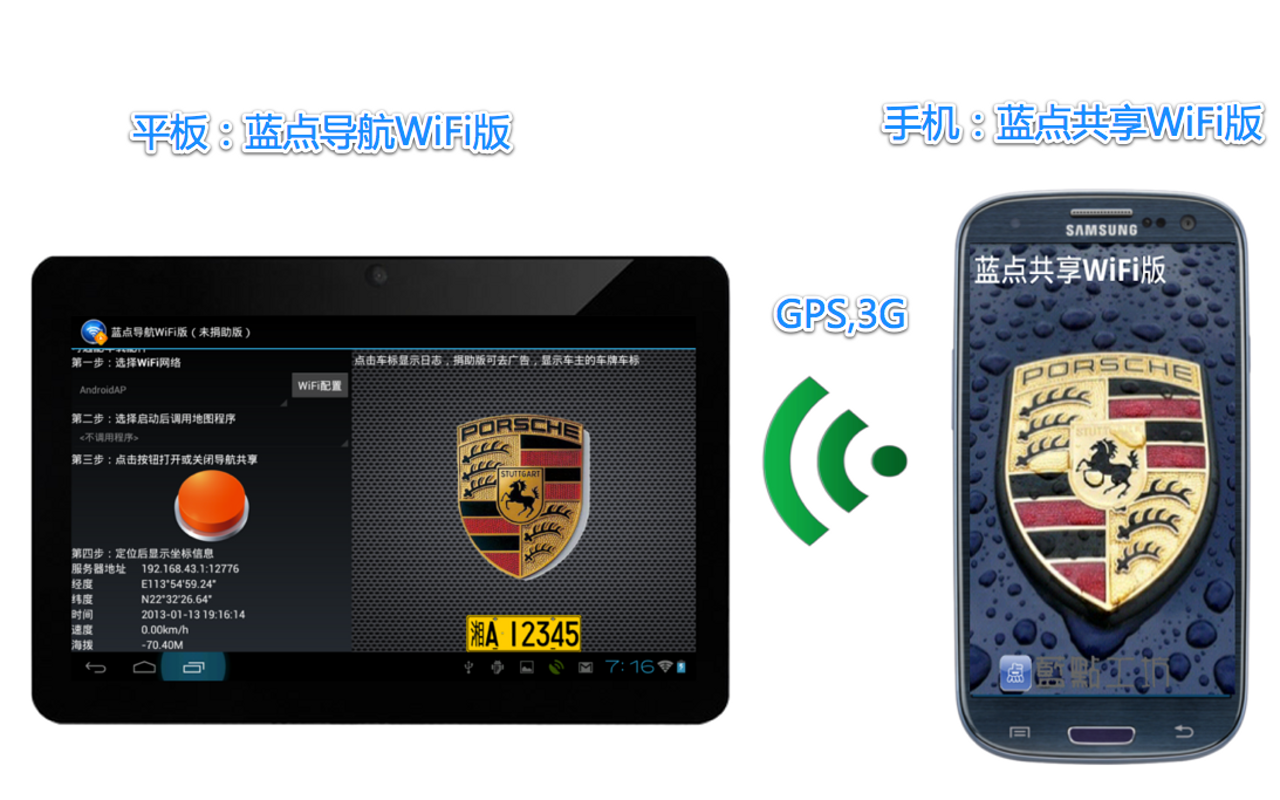 平板：蓝点导航WiFi版
手机：蓝点共享WiFi版
蓝点导航WiFi版（未捐助版）
第一步：选择WiFi网络
AndroidAP
WiFi配置
第二步：选择启动后调用地图程序
<不调用程序>
第三步：点击按钮打开或关闭导航共享
第四步：定位后显示坐标信息
服务器地址 192.168.43.1:12776
经度 E113°54'59.24"
纬度 N22°32'26.64"
时间 2013-01-13 19:16:14
速度 0.00km/h
海拨 -70.40M
点击车标显示日志，捐助版可去广告，显示车主的车牌车标
PORSCHE
STUTTGART
湘A 12345
7:16
GPS,3G
SAMSUNG
蓝点共享WiFi版
PORSCHE
STUTTGART
点 藍點工坊